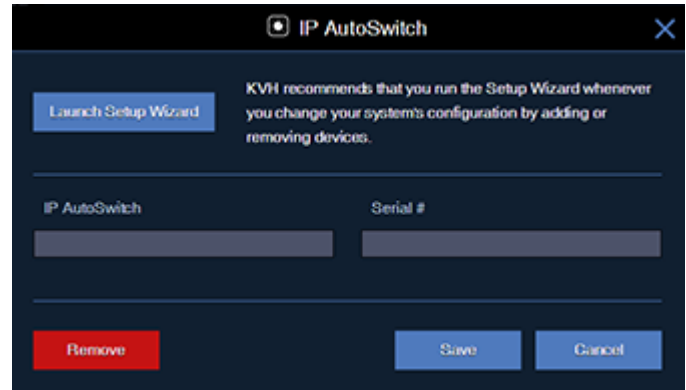 IP AutoSwitch
Launch Setup Wizard
KVH recommends that you run the Setup Wizard whenever
you change your system's configuration by adding or
removing devices.
IP AutoSwitch
Serial #
Remove
Save
Cancel